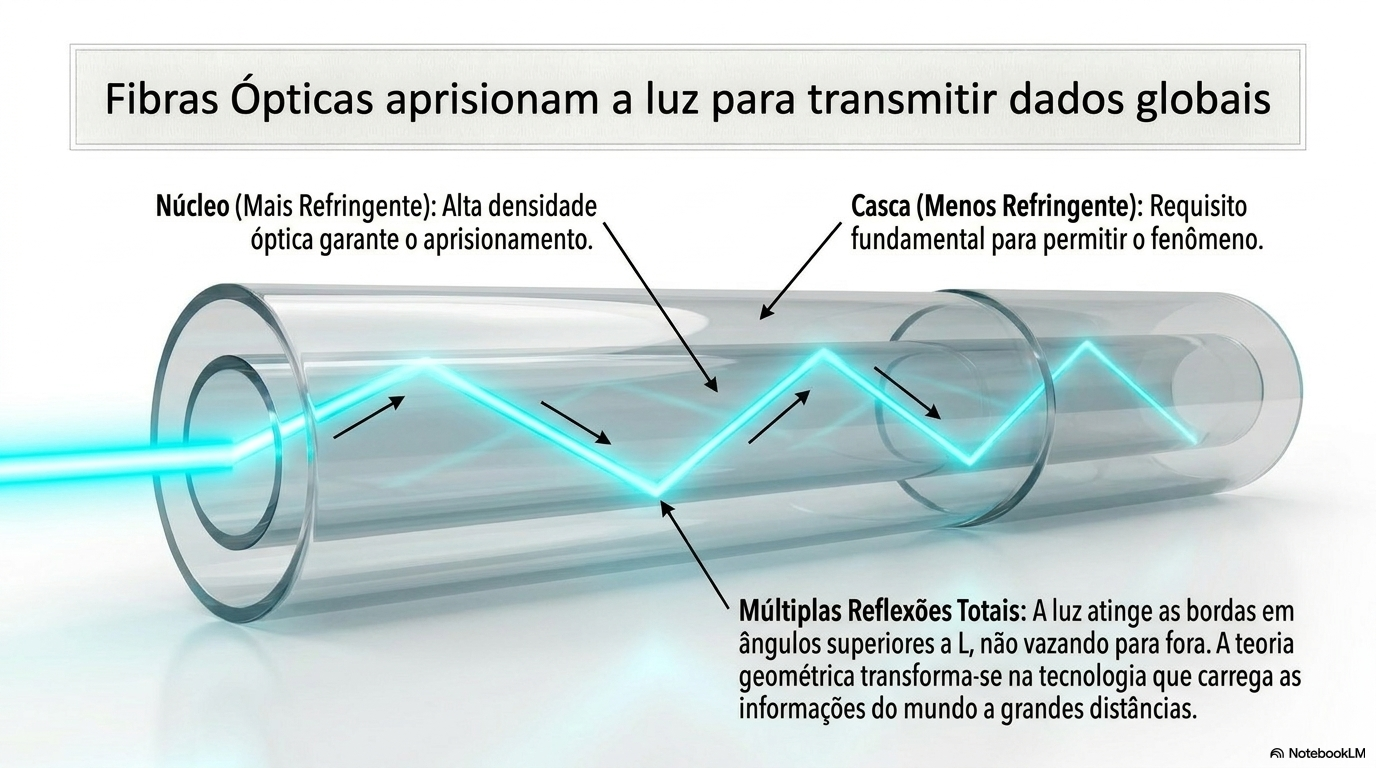 Fibras Ópticas aprisionam a luz para transmitir dados globais
Núcleo (Mais Refringente): Alta densidade
óptica garante o aprisionamento.
Casca (Menos Refringente): Requisito
fundamental para permitir o fenômeno.
Múltiplas Reflexões Totais: A luz atinge as bordas em
ângulos superiores a L, não vazando para fora. A teoria
geométrica transforma-se na tecnologia que carrega as
informações do mundo a grandes distâncias.
NotebookLM